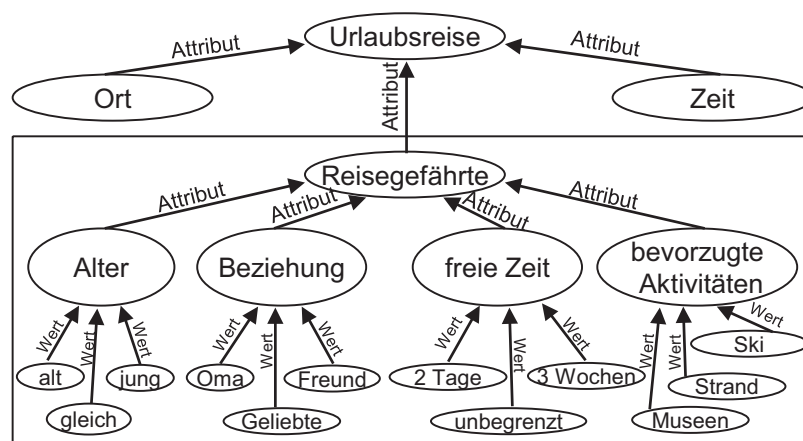 Urlaubsreise
Attribut
Attribut
Attribut
Ort
Zeit
Reisegefährte
Attribut
Attribut
Attribut
Attribut
Alter
Beziehung
freie Zeit
bevorzugte
Aktivitäten
Wert
Wert
Wert
Wert
Wert
Wert
Wert
Wert
Wert
Wert
Wert
Wert
alt
gleich
jung
Oma
Geliebte
Freund
2 Tage
unbegrenzt
3 Wochen
Museen
Strand
Ski